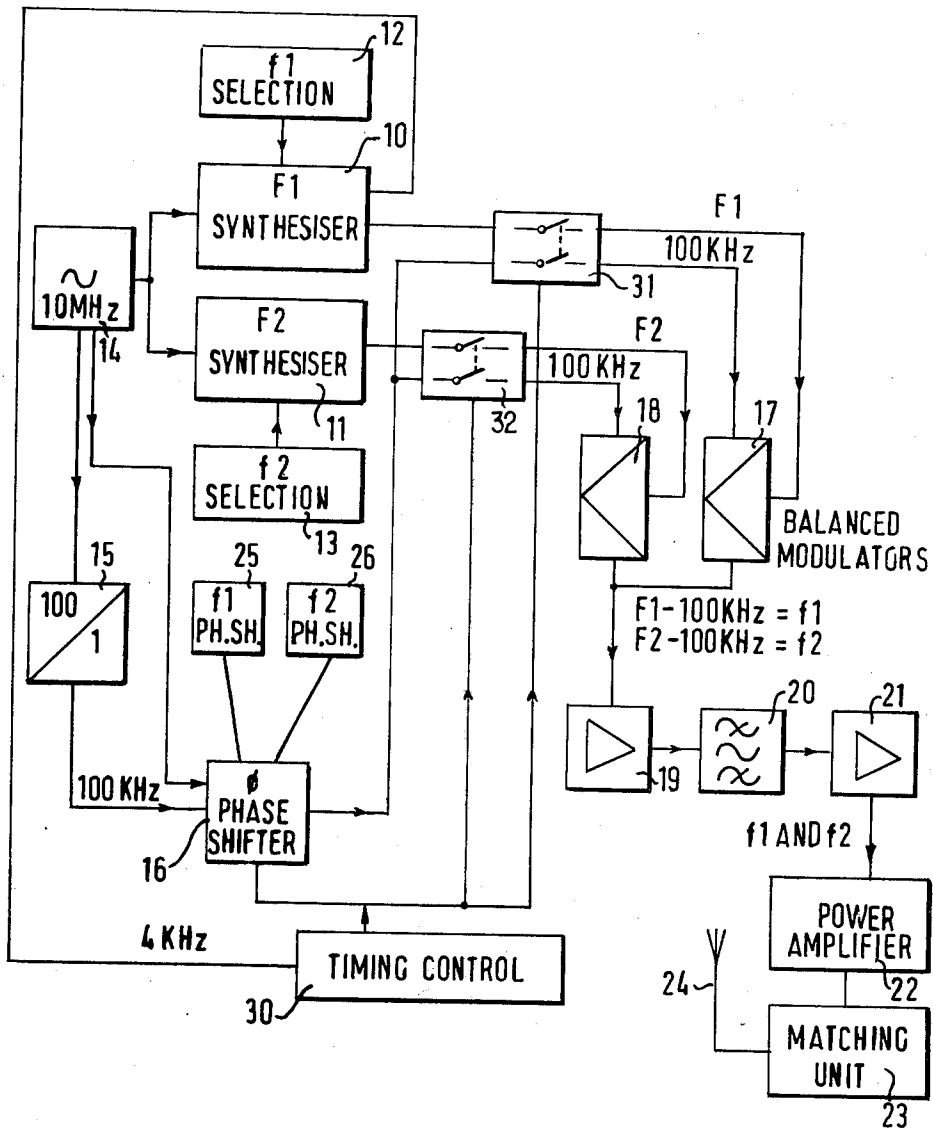 12
f1
SELECTION
10
F1
SYNTHESISER
F1
100KHz
31
10MHz
14
F2
SYNTHESISER
11
F2
100KHz
32
18
17
f2
SELECTION
13
BALANCED
MODULATORS
15
100
1
25
f1
PH.SH.
26
f2
PH.SH.
F1-100KHz = f1
F2-100KHz = f2
20
21
19
100KHz
ø
PHASE
SHIFTER
16
f1 AND f2
4KHz
TIMING CONTROL
30
POWER
AMPLIFIER
22
24
MATCHING
UNIT
23